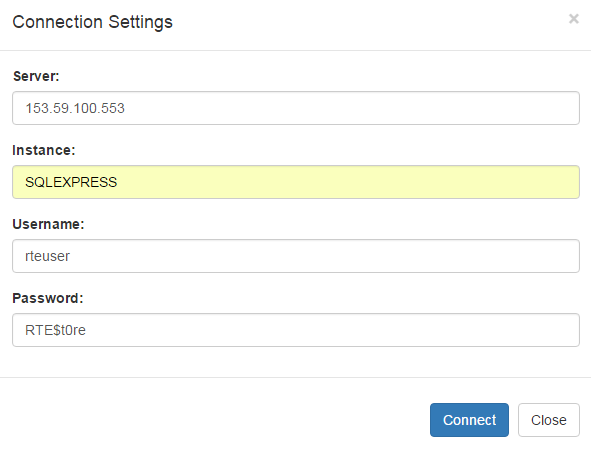 Connection Settings
×
Server:
153.59.100.553
Instance:
SQLEXPRESS
Username:
rteuser
Password:
RTE$t0re
Connect
Close